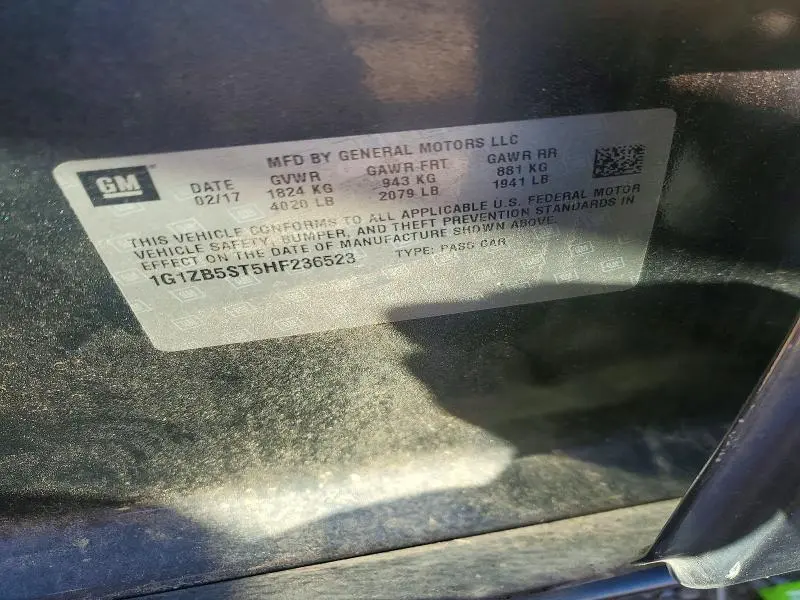 GM
MFD BY GENERAL MOTORS LLC
DATE GVWR GAWR FRT GAWR RR
02/17 1824 KG 943 KG 881 KG
4020 LB 2079 LB 1941 LB
THIS VEHICLE CONFORMS TO ALL APPLICABLE U.S. FEDERAL MOTOR
VEHICLE SAFETY, BUMPER, AND THEFT PREVENTION STANDARDS IN
EFFECT ON THE DATE OF MANUFACTURE SHOWN ABOVE.
1G1ZB5ST5HF236523 TYPE: PASS CAR